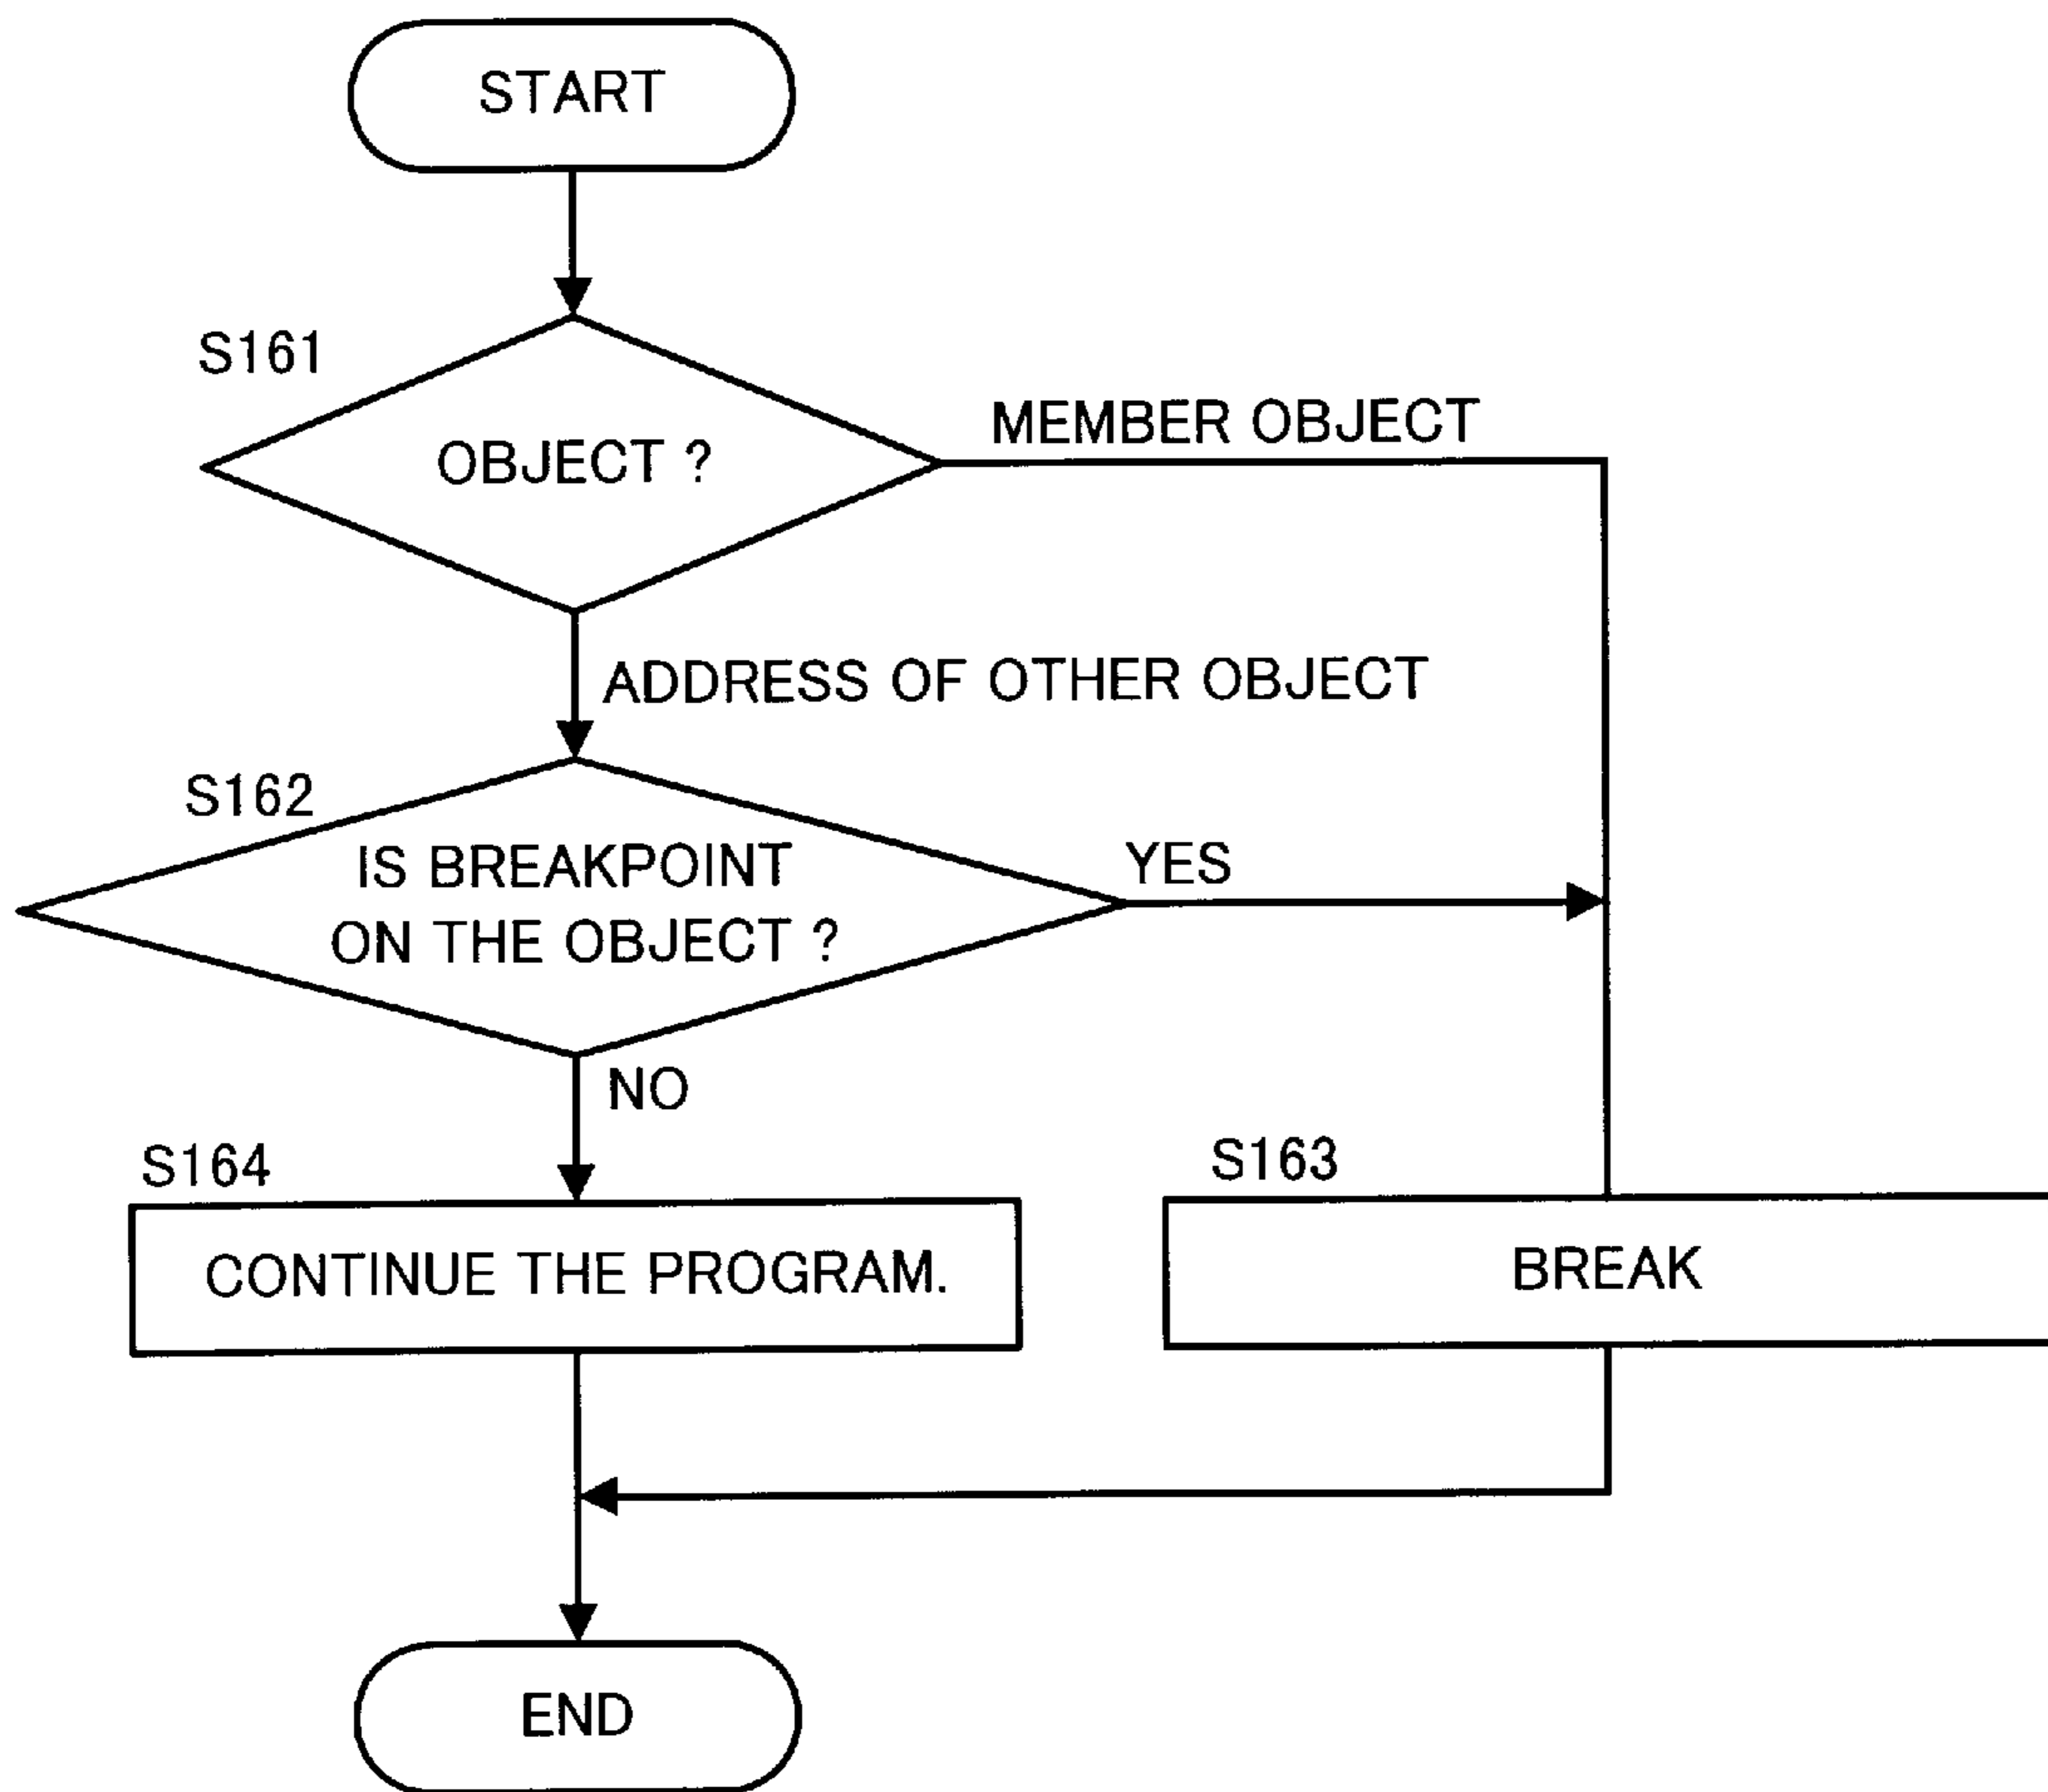 START
S161
OBJECT ?
MEMBER OBJECT
ADDRESS OF OTHER OBJECT
S162
IS BREAKPOINT
ON THE OBJECT ?
YES
NO
S164
CONTINUE THE PROGRAM.
S163
BREAK
END